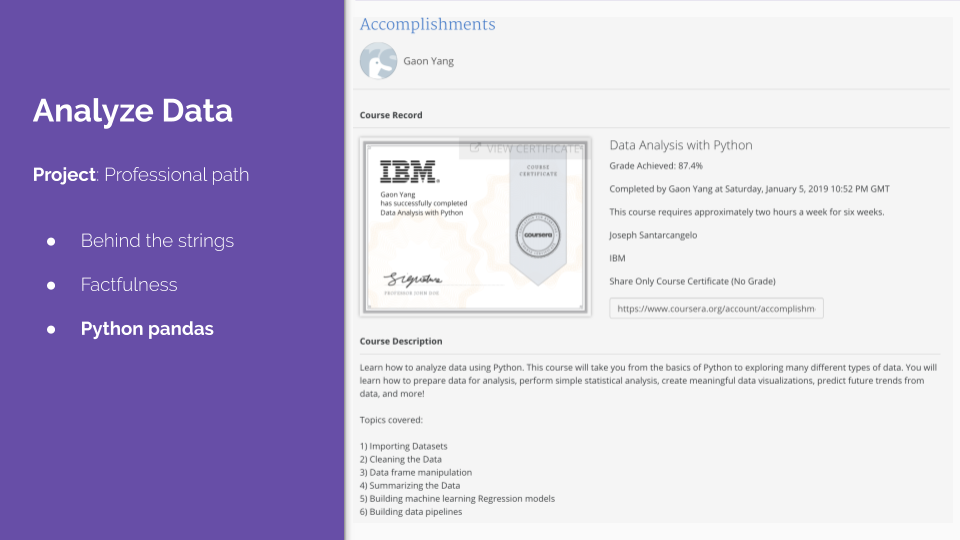 Analyze Data
Project: Professional path
● Behind the strings
● Factfulness
● Python pandas
Accomplishments
Gaon Yang
Course Record
VIEW CERTIFICATE
IBM.
Gaon Yang
has successfully completed
Data Analysis with Python
COURSE
CERTIFICATE
coursera
Signature
PROFESSOR JOHN DOE
Data Analysis with Python
Grade Achieved: 87.4%
Completed by Gaon Yang at Saturday, January 5, 2019 10:52 PM GMT
This course requires approximately two hours a week for six weeks.
Joseph Santarcangelo
IBM
Share Only Course Certificate (No Grade)
https://www.coursera.org/account/accomplishm
Course Description
Learn how to analyze data using Python. This course will take you from the basics of Python to exploring many different types of data. You will
learn how to prepare data for analysis, perform simple statistical analysis, create meaningful data visualizations, predict future trends from
data, and more!
Topics covered:
1) Importing Datasets
2) Cleaning the Data
3) Data frame manipulation
4) Summarizing the Data
5) Building machine learning Regression models
6) Building data pipelines